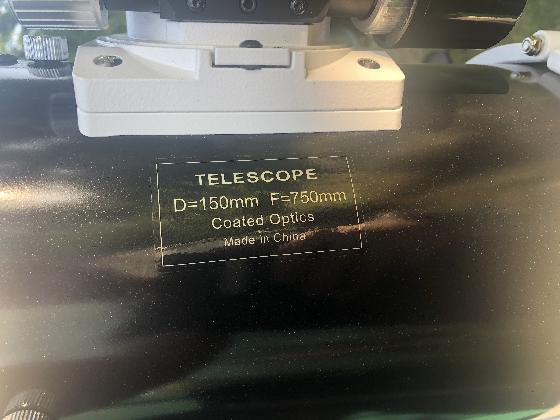 TELESCOPE
D=150mm F=750mm
Coated Optics
Made in China